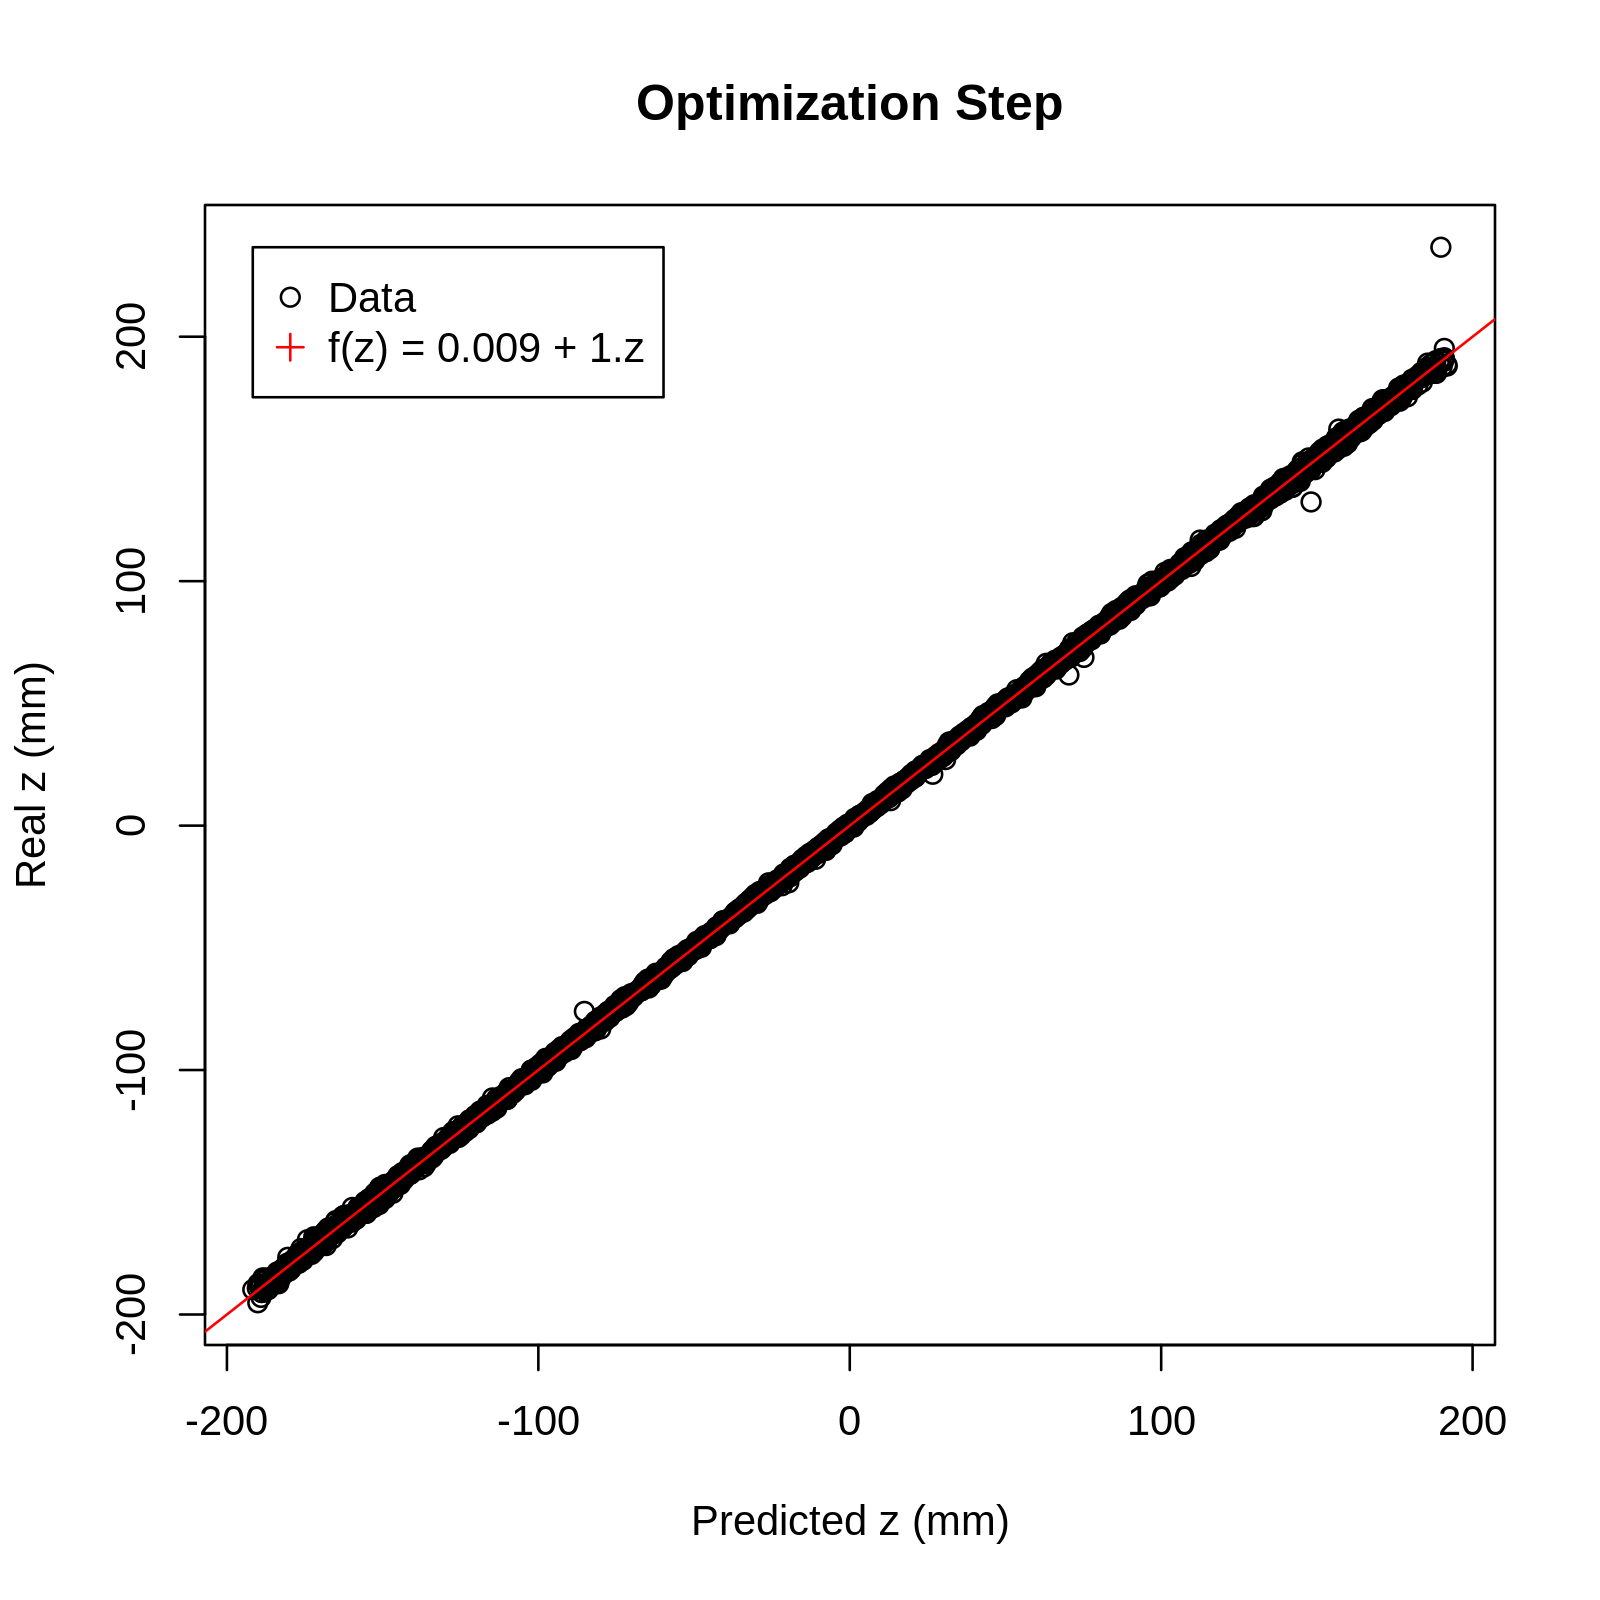 Optimization Step
Data
f(z) = 0.009 + 1.z
Real z (mm)
200
100
0
-100
-200
-200 -100 0 100 200
Predicted z (mm)